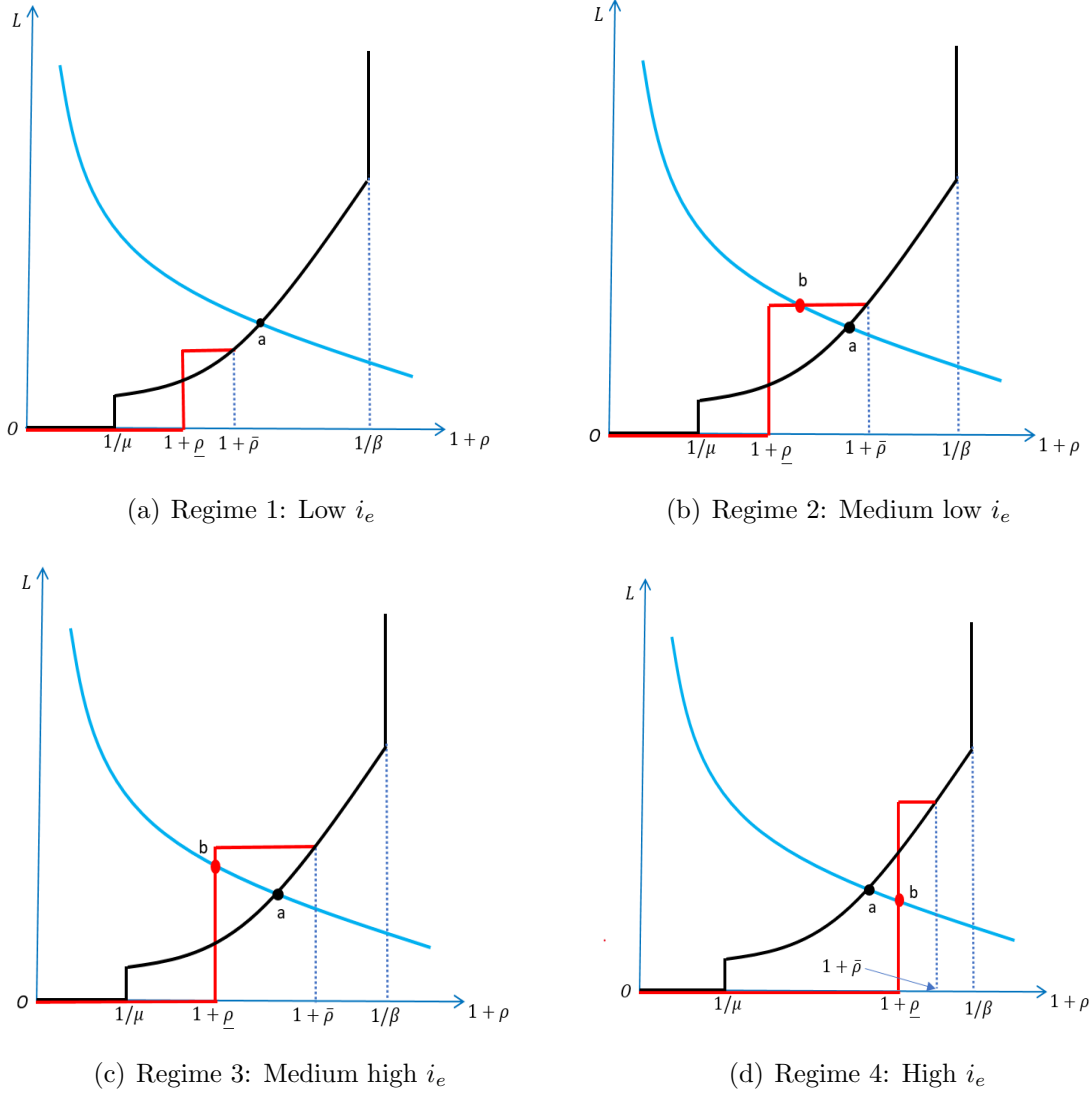 L
a
O
1/μ
1 + ρ̲
1 + ρ̄
1/β
1 + ρ
(a) Regime 1: Low i_e
L
b
a
O
1/μ
1 + ρ̲
1 + ρ̄
1/β
1 + ρ
(b) Regime 2: Medium low i_e
L
b
a
O
1/μ
1 + ρ̲
1 + ρ̄
1/β
1 + ρ
(c) Regime 3: Medium high i_e
L
a
b
1 + ρ̄
O
1/μ
1 + ρ̲
1/β
1 + ρ
(d) Regime 4: High i_e